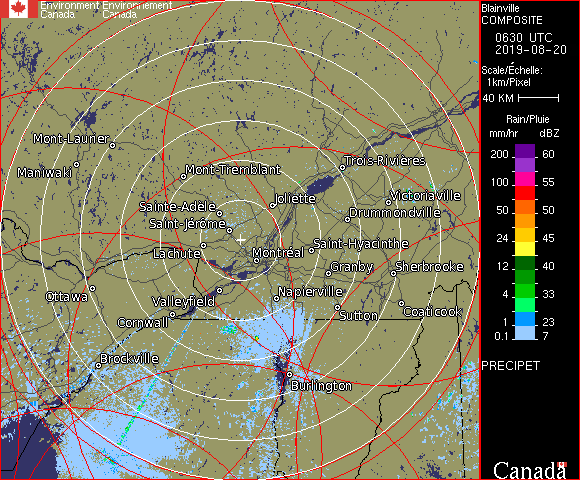 Environment Environnement
Canada Canada
Blainville
COMPOSITE
0630 UTC
2019-08-20
Scale/Échelle:
1km/Pixel
40 KM
Rain/Pluie
mm/hr dBZ
200 60
100 55
50 50
24 45
12 40
4 33
1 23
0.1 7
PRECIPET
Canada
Mont-Laurier
Maniwaki
Mont-Tremblant
Trois-Rivières
Sainte-Adèle
Joliette
Victoriaville
Saint-Jérôme
Drummondville
Lachute
Montréal
Saint-Hyacinthe
Granby
Sherbrooke
Ottawa
Valleyfield
Napierville
Cornwall
Sutton
Coaticook
Brockville
Burlington